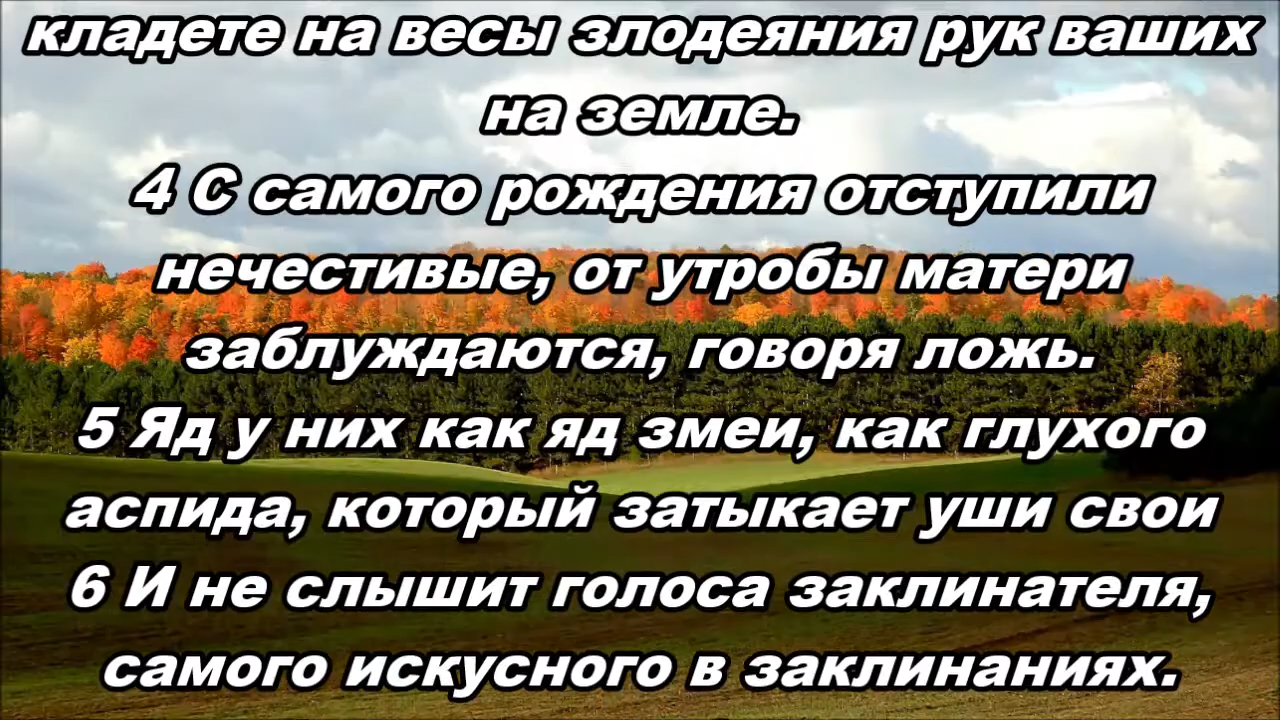 кладете на весы злодеяния рук ваших
на земле.
4 С самого рождения отступили
нечестивые, от утробы матери
заблуждаются, говоря ложь.
5 Яд у них как яд змеи, как глухого
аспида, который затыкает уши свои
6 И не слышит голоса заклинателя,
самого искусного в заклинаниях.